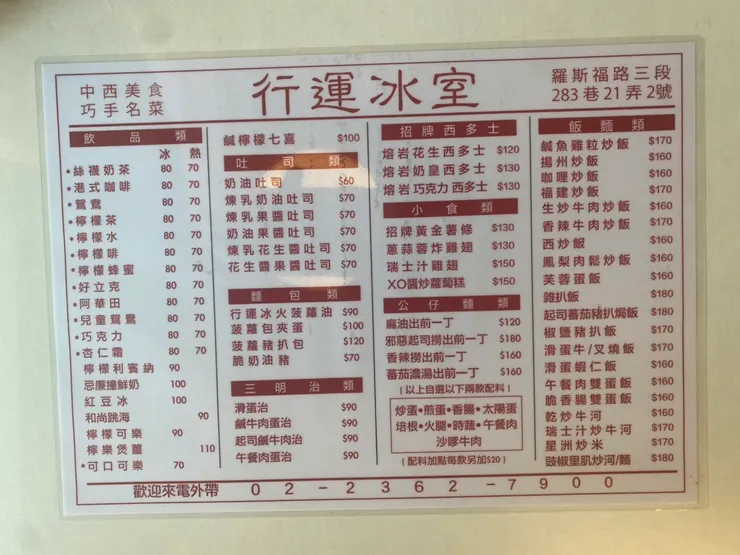 中西美食
巧手名菜
行運冰室
羅斯福路三段
283巷21弄2號
飲品類
冰 熱
•絲襪奶茶 80 70
•港式咖啡 80 70
•鴛鴦 80 70
•檸檬茶 80 70
•檸檬水 80 70
•檸檬啡 80 70
•檸檬蜂蜜 80 70
•好立克 80 70
•阿華田 80 70
•兒童鴛鴦 80 70
•巧克力 80 70
•杏仁霜 80 70
檸檬利賓納 90
忌廉撞鮮奶 100
紅豆冰 100
和尚跳海 90
檸檬可樂 90
檸樂煲薑 110
•可口可樂 70
鹹檸檬七喜 $100
吐司類
奶油吐司 $60
煉乳奶油吐司 $70
煉乳果醬吐司 $70
奶油果醬吐司 $70
煉乳花生醬吐司 $70
花生醬果醬吐司 $70
麵包類
行運冰火菠蘿油 $90
菠蘿包夾蛋 $100
菠蘿豬扒包 $120
脆奶油豬 $70
三明治類
滑蛋治 $90
鹹牛肉蛋治 $90
起司鹹牛肉治 $90
午餐肉蛋治 $90
招牌西多士
熔岩花生西多士 $120
熔岩奶皇西多士 $130
熔岩巧克力西多士 $130
小食類
招牌黃金薯條 $130
蔥蒜蓉炸雞翅 $130
瑞士汁雞翅 $150
XO醬炒蘿蔔糕 $150
公仔麵類
麻油出前一丁 $120
邪惡起司撈出前一丁 $180
香辣撈出前一丁 $160
蕃茄濃湯出前一丁 $160
(以上自選以下兩款配料)
炒蛋•煎蛋•香腸•太陽蛋
培根•火腿•時蔬•午餐肉
沙嗲牛肉
(配料加點每款另加$20)
飯麵類
鹹魚雞粒炒飯 $170
揚州炒飯 $160
咖哩炒飯 $160
福建炒飯 $170
生炒牛肉炒飯 $160
香辣牛肉炒飯 $170
西炒飯 $160
鳳梨肉鬆炒飯 $160
芙蓉蛋飯 $160
雜扒飯 $180
起司蕃茄豬扒焗飯 $180
椒鹽豬扒飯 $170
滑蛋牛/叉燒飯 $170
滑蛋蝦仁飯 $160
午餐肉雙蛋飯 $160
脆香腸雙蛋飯 $160
乾炒牛河 $160
瑞士汁炒牛河 $170
星洲炒米 $170
豉椒里肌炒河/麵 $180
歡迎來電外帶 02-2362-7900